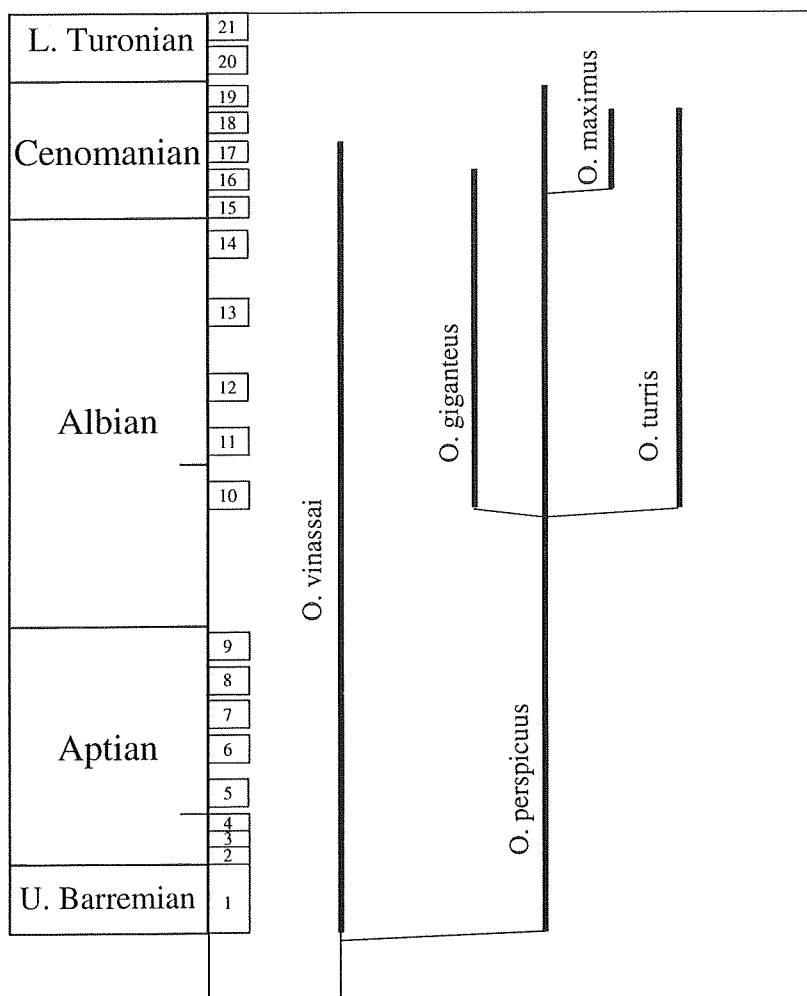 L. Turonian
21
20
Cenomanian
19
18
17
16
15
Albian
14
13
12
11
10
Aptian
9
8
7
6
5
4
3
2
U. Barremian
1
O. vinassai
O. giganteus
O. perspicuus
O. maximus
O. turris